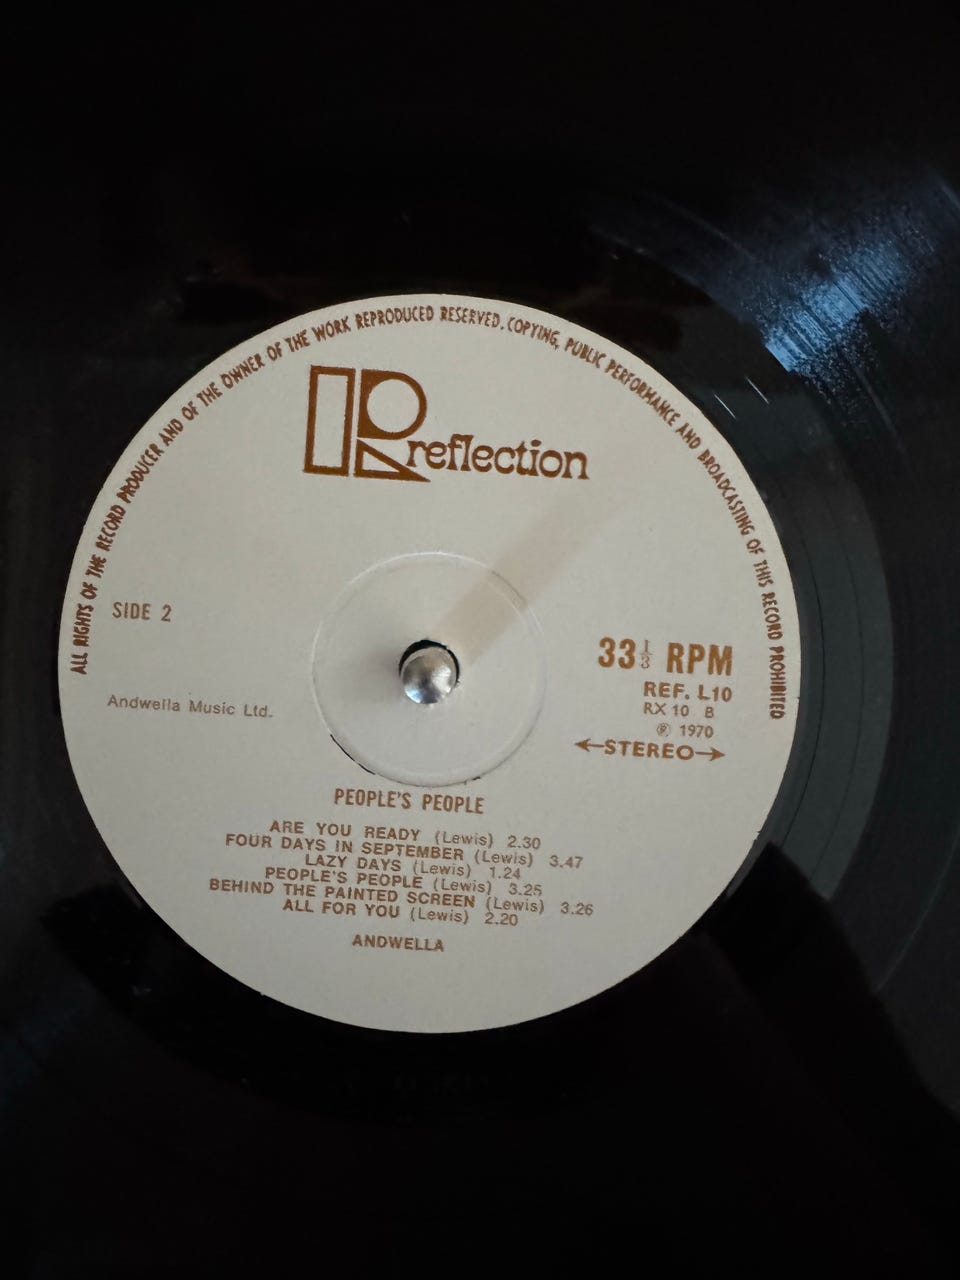 ALL RIGHTS OF THE RECORD PRODUCER AND OF THE OWNER OF THE WORK REPRODUCED RESERVED. COPYING, PUBLIC PERFORMANCE AND BROADCASTING OF THIS RECORD PROHIBITED
R reflection
SIDE 2
33⅓ RPM
REF. L10
RX 10 B
Ⓟ 1970
←STEREO→
Andwella Music Ltd.
PEOPLE'S PEOPLE
ARE YOU READY (Lewis) 2.30
FOUR DAYS IN SEPTEMBER (Lewis) 3.47
LAZY DAYS (Lewis) 1.24
PEOPLE'S PEOPLE (Lewis) 3.25
BEHIND THE PAINTED SCREEN (Lewis) 3.26
ALL FOR YOU (Lewis) 2.20
ANDWELLA